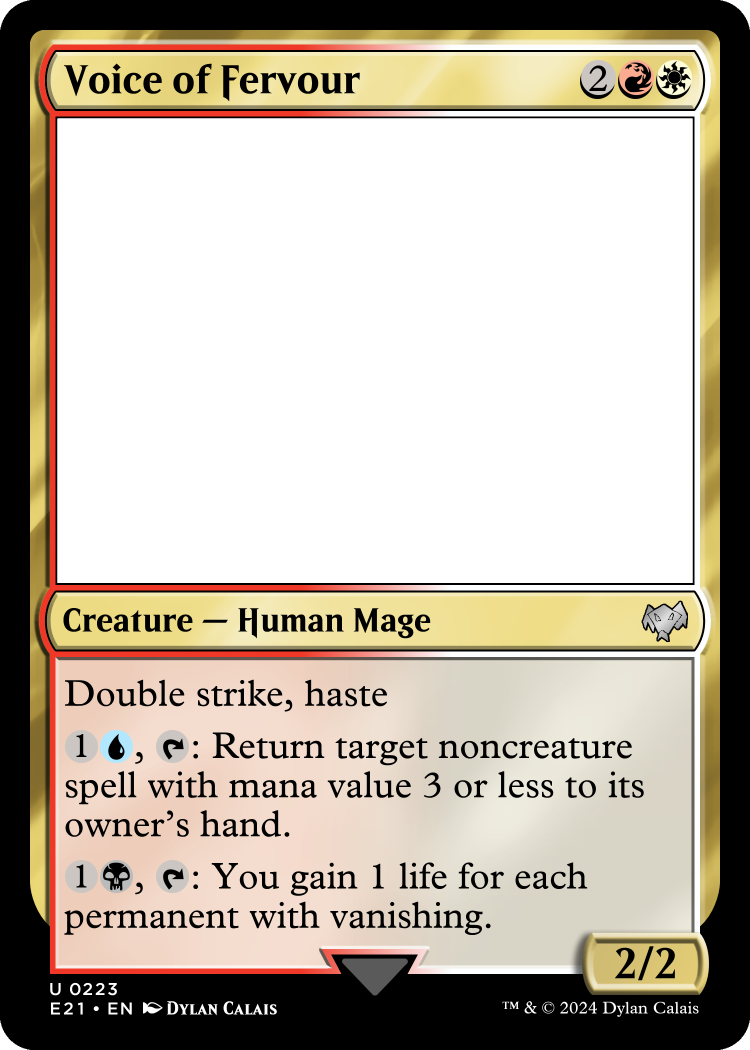 Voice of Fervour 2
Creature — Human Mage
Double strike, haste
1 , : Return target noncreature
spell with mana value 3 or less to its
owner's hand.
1 , : You gain 1 life for each
permanent with vanishing.
2/2
U 0223
E21 • EN Dylan Calais
™ & © 2024 Dylan Calais